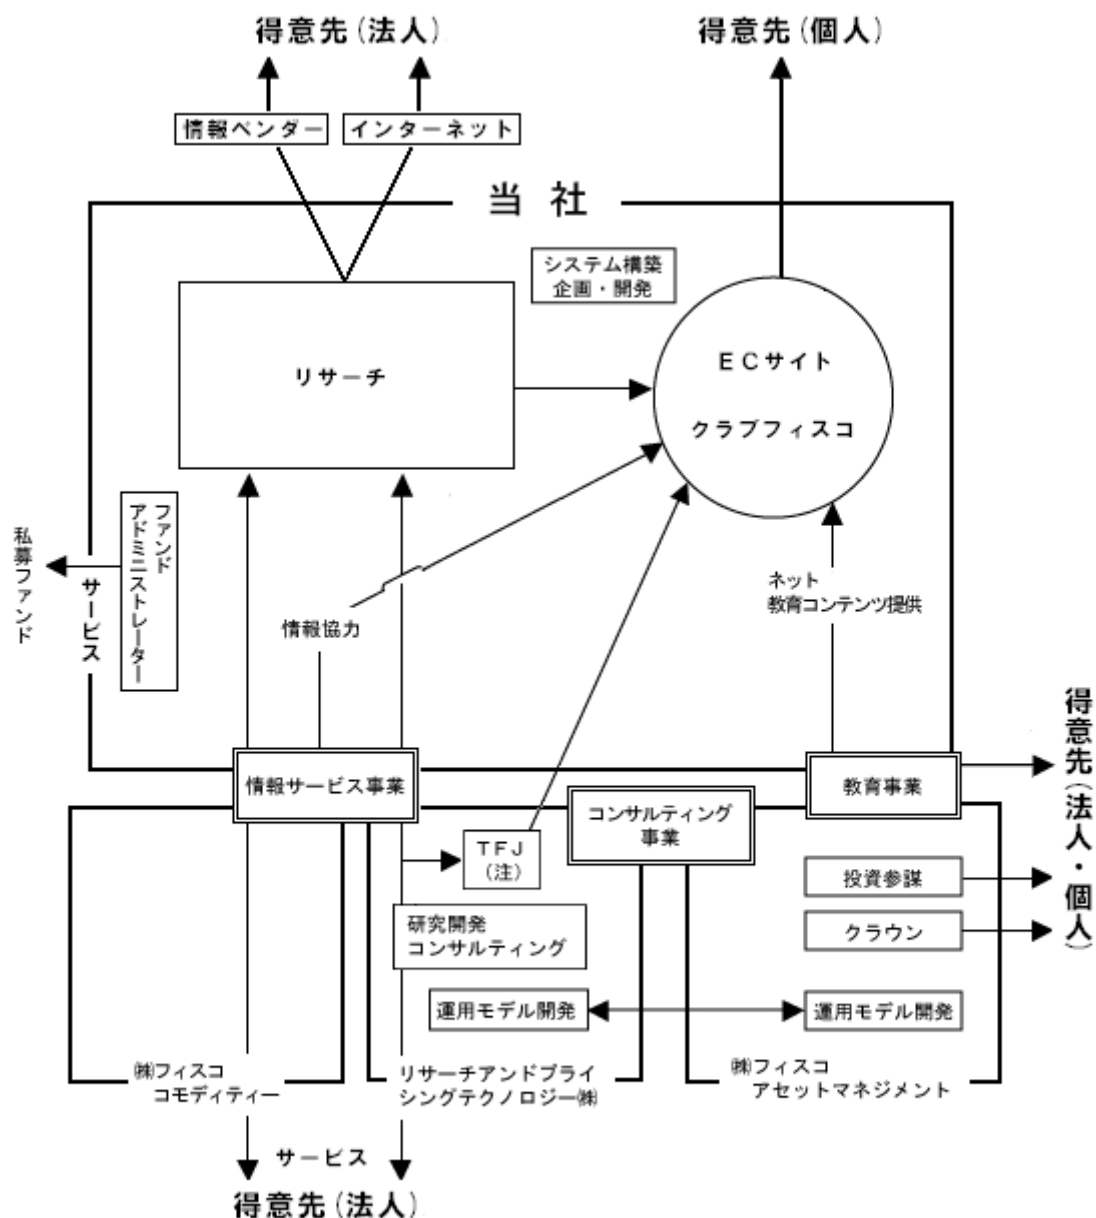 得意先(法人)
得意先(個人)
情報ベンダー
インターネット
当社
システム構築
企画・開発
リサーチ
ECサイト
クラブフィスコ
ファンド
アドミニストレーター
私募ファンド
サービス
ネット
教育コンテンツ提供
情報協力
得意先(法人・個人)
情報サービス事業
教育事業
コンサルティング
事業
TFJ
(注)
投資参謀
研究開発
コンサルティング
クラウン
運用モデル開発
運用モデル開発
㈱フィスコ
コモディティー
リサーチアンドプライ
シングテクノロジー㈱
㈱フィスコ
アセットマネジメント
サービス
得意先(法人)